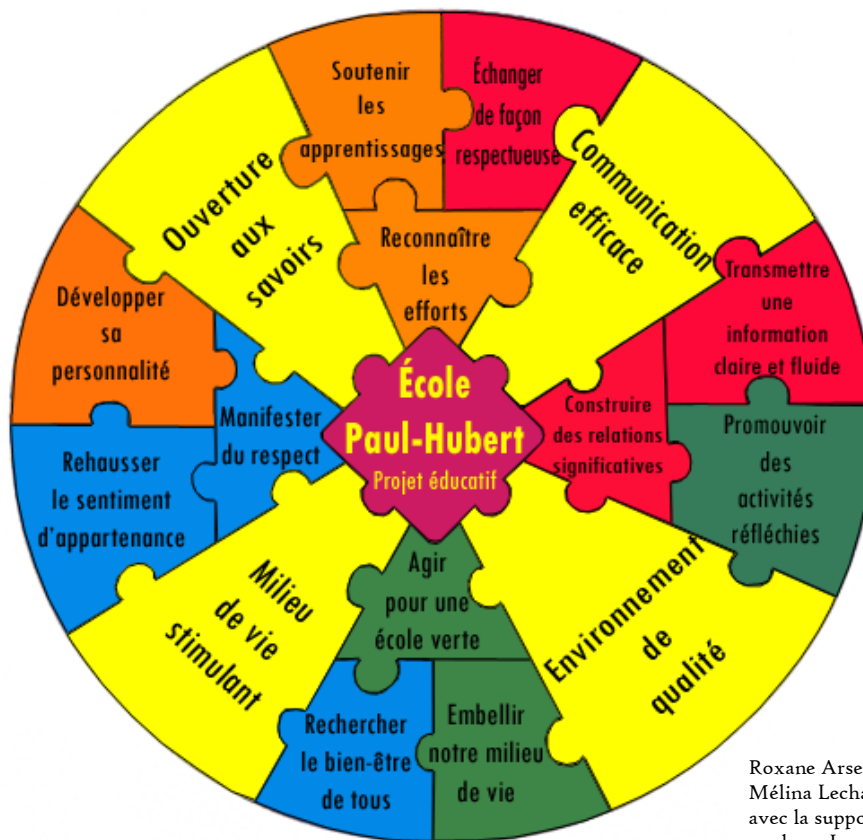 Soutenir
les
apprentissages
Échanger
de façon
respectueuse
Communication
efficace
Ouverture
aux
savoirs
Reconnaître
les
efforts
Transmettre
une
information
claire et fluide
Développer
sa
personnalité
Manifester
du respect
École
Paul-Hubert
Projet éducatif
Construire
des relations
significatives
Promouvoir
des
activités
réfléchies
Rehausser
le sentiment
d'appartenance
Milieu
de vie
stimulant
Agir
pour une
école verte
Environnement
de
qualité
Rechercher
le bien-être
de tous
Embellir
notre milieu
de vie
Roxane
Mélina
avec la